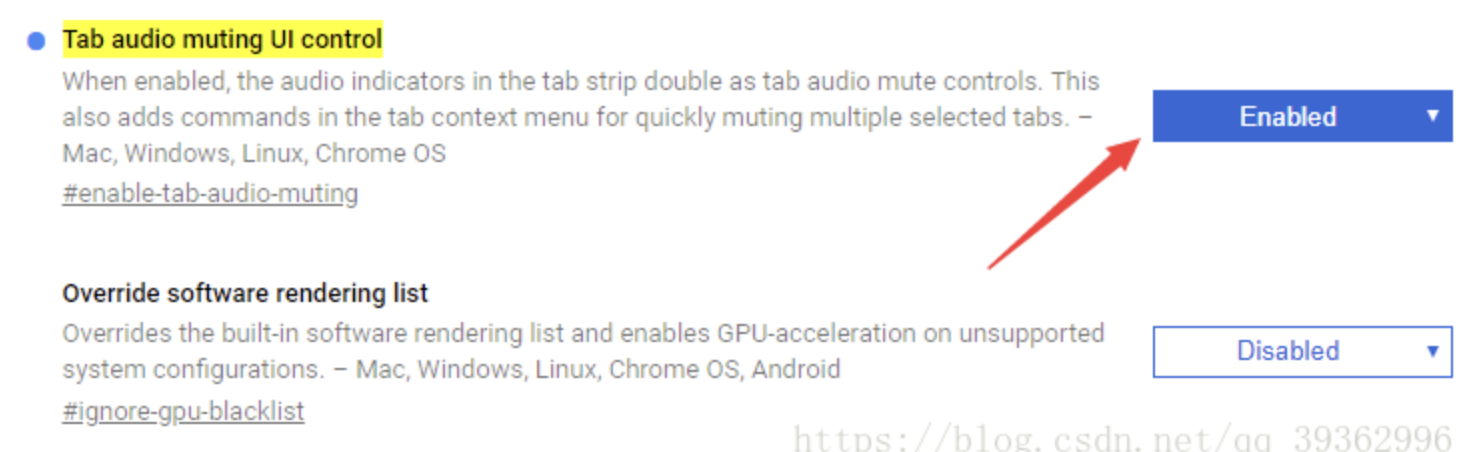 Tab audio muting UI control
When enabled, the audio indicators in the tab strip double as tab audio mute controls. This
also adds commands in the tab context menu for quickly muting multiple selected tabs. –
Mac, Windows, Linux, Chrome OS
#enable-tab-audio-muting
Enabled
Override software rendering list
Overrides the built-in software rendering list and enables GPU-acceleration on unsupported
system configurations. – Mac, Windows, Linux, Chrome OS, Android
#ignore-gpu-blacklist
Disabled
https://blog.csdn.net/qq_39362996